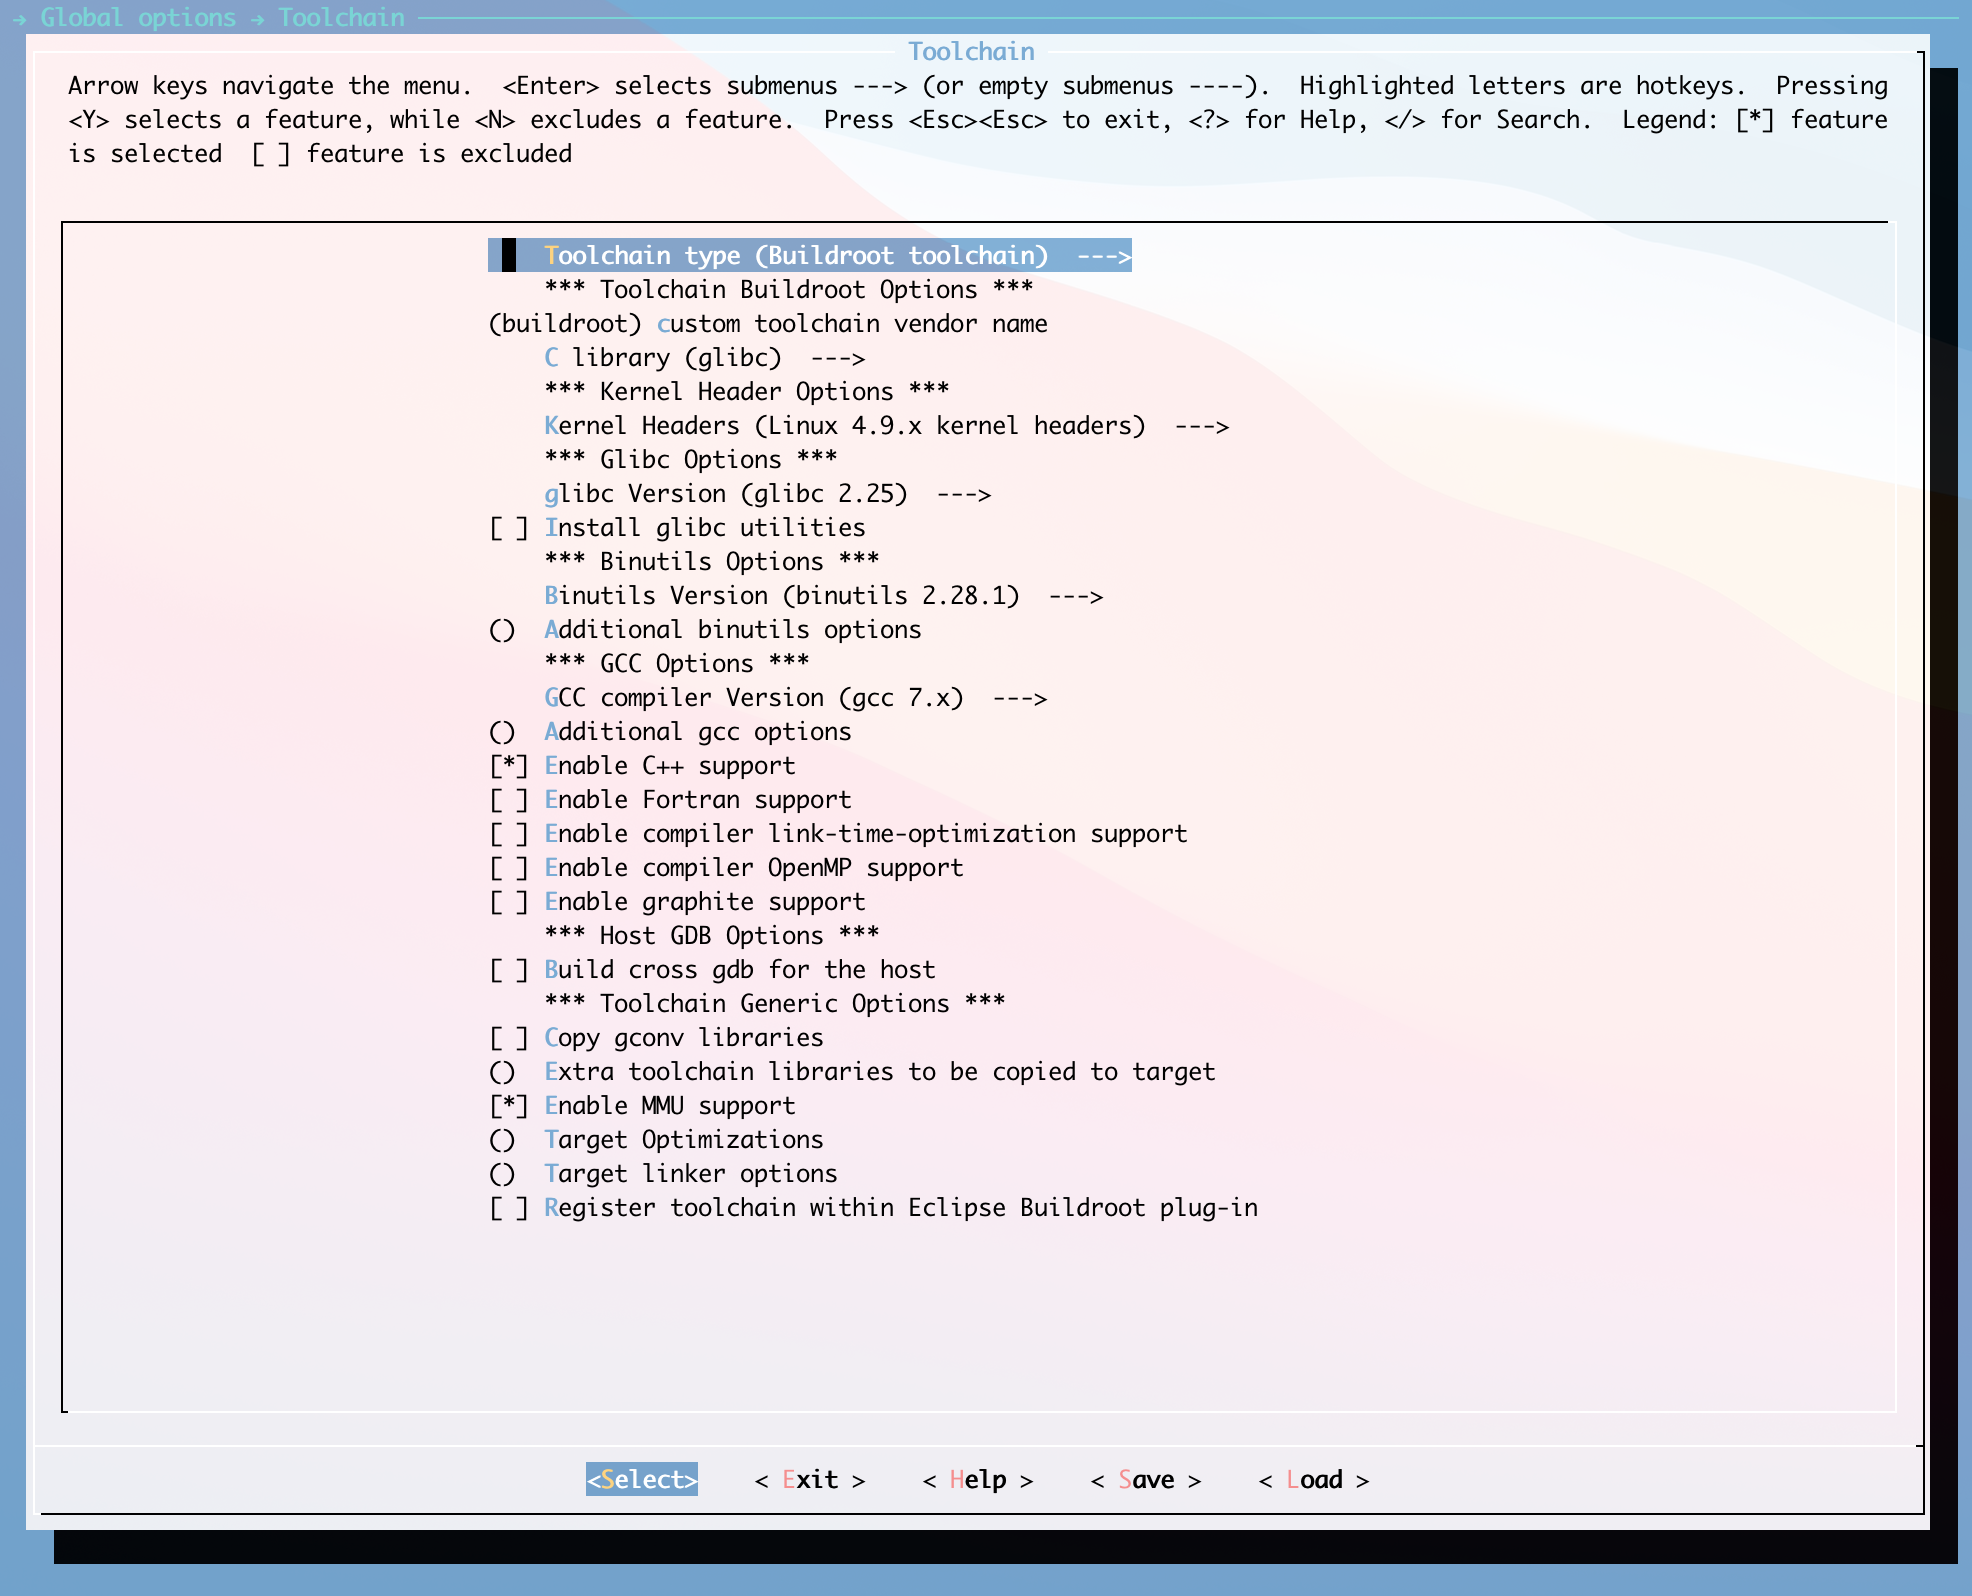 → Global options → Toolchain
Toolchain
Arrow keys navigate the menu.  <Enter> selects submenus ---> (or empty submenus ----).  Highlighted letters are hotkeys.  Pressing
<Y> selects a feature, while <N> excludes a feature.  Press <Esc><Esc> to exit, <?> for Help, </> for Search.  Legend: [*] feature
is selected  [ ] feature is excluded
Toolchain type (Buildroot toolchain)  --->
*** Toolchain Buildroot Options ***
(buildroot) custom toolchain vendor name
C library (glibc)  --->
*** Kernel Header Options ***
Kernel Headers (Linux 4.9.x kernel headers)  --->
*** Glibc Options ***
glibc Version (glibc 2.25)  --->
[ ] Install glibc utilities
*** Binutils Options ***
Binutils Version (binutils 2.28.1)  --->
()  Additional binutils options
*** GCC Options ***
GCC compiler Version (gcc 7.x)  --->
()  Additional gcc options
[*] Enable C++ support
[ ] Enable Fortran support
[ ] Enable compiler link-time-optimization support
[ ] Enable compiler OpenMP support
[ ] Enable graphite support
*** Host GDB Options ***
[ ] Build cross gdb for the host
*** Toolchain Generic Options ***
[ ] Copy gconv libraries
()  Extra toolchain libraries to be copied to target
[*] Enable MMU support
()  Target Optimizations
()  Target linker options
[ ] Register toolchain within Eclipse Buildroot plug-in
<Select>    < Exit >    < Help >    < Save >    < Load >